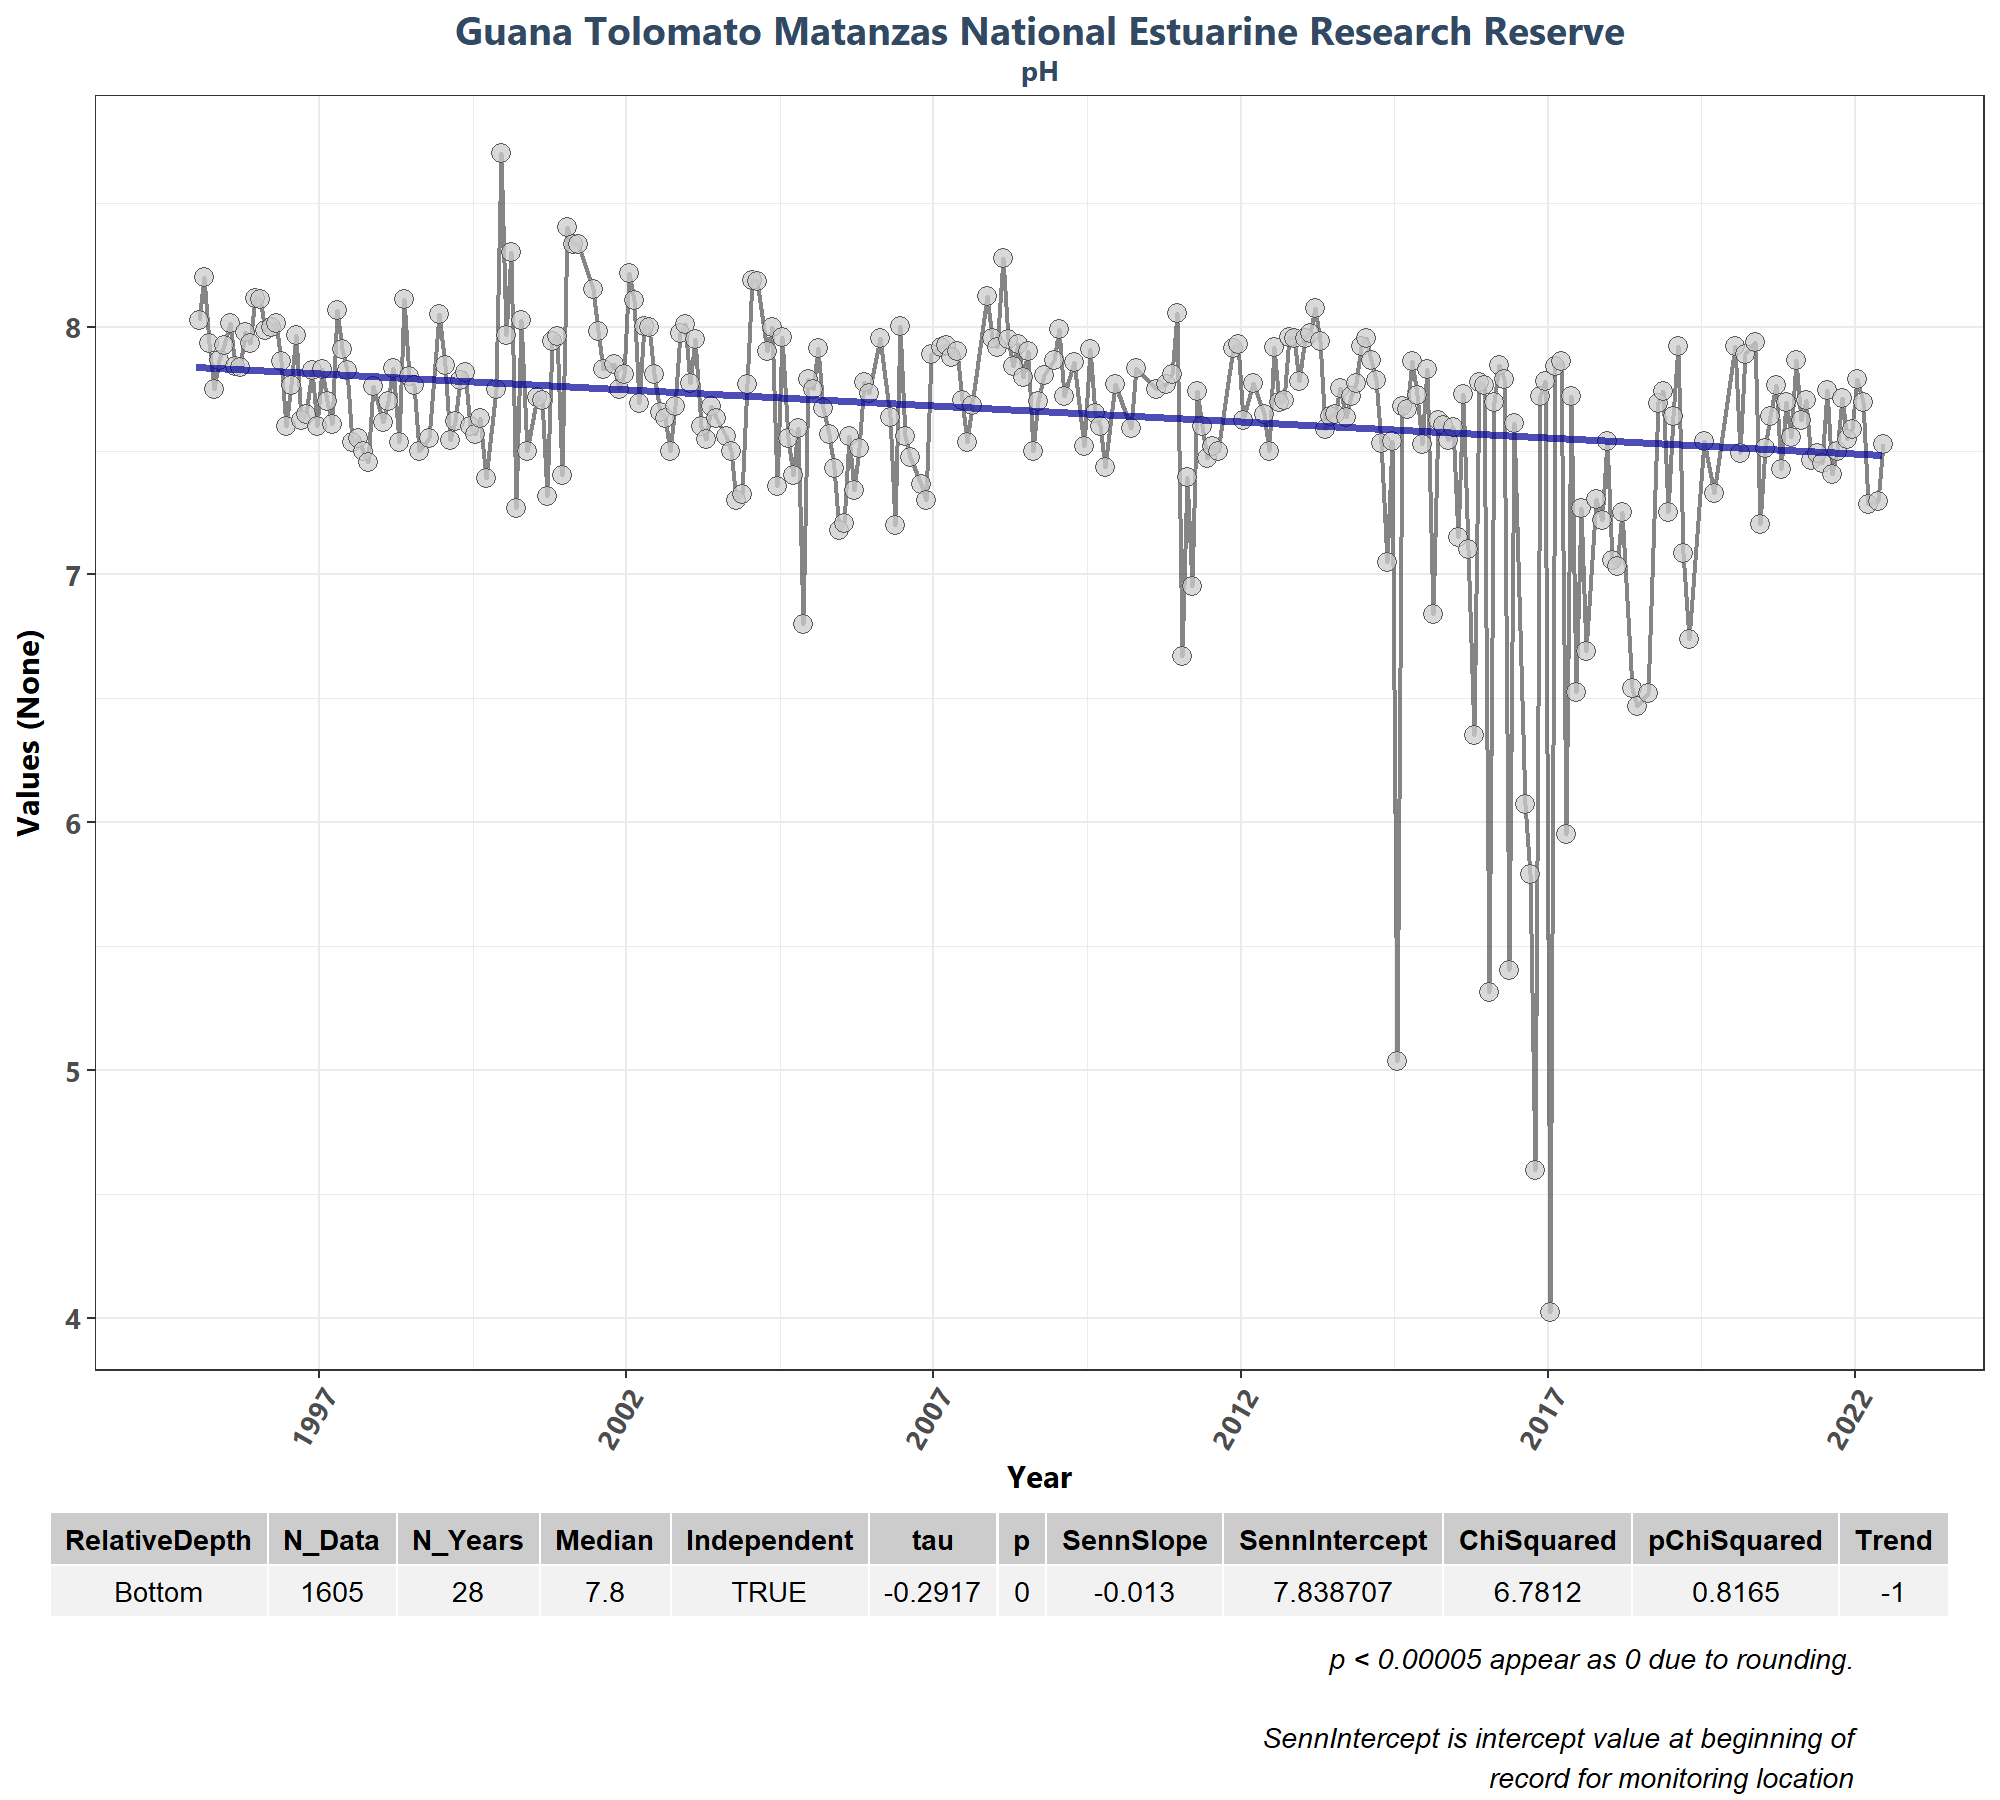 Guana Tolomato Matanzas National Estuarine Research Reserve
pH
Values (None)
8
7
6
5
4
1997 2002 2007 2012 2017 2022
Year
RelativeDepth N_Data N_Years Median Independent tau p SennSlope SennIntercept ChiSquared pChiSquared Trend
Bottom 1605 28 7.8 TRUE -0.2917 0 -0.013 7.838707 6.7812 0.8165 -1
p < 0.00005 appear as 0 due to rounding.
SennIntercept is intercept value at beginning of
record for monitoring location